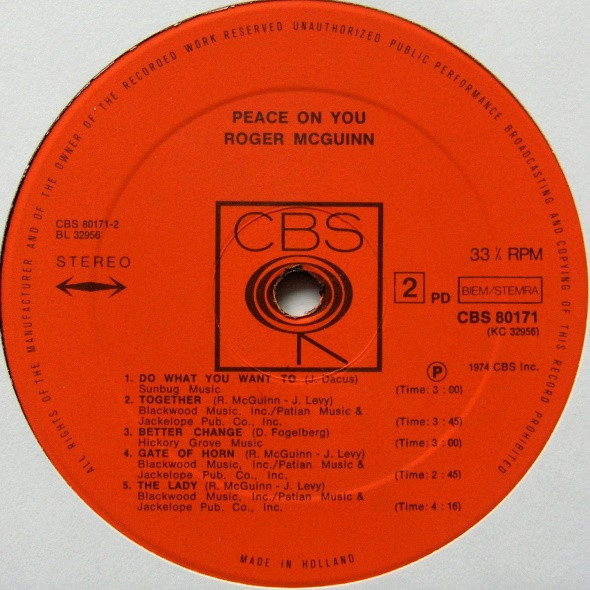 ALL RIGHTS OF THE MANUFACTURER AND OF THE OWNER OF THE RECORDED WORK RESERVED UNAUTHORIZED PUBLIC PERFORMANCE BROADCASTING AND COPYING OF THIS RECORD PROHIBITED
PEACE ON YOU
ROGER MCGUINN
CBS 80171-2
BL 32956
STEREO
CBS
33⅓ RPM
2 PD BIEM/STEMRA
CBS 80171
(KC 32956)
P 1974 CBS Inc.
1. DO WHAT YOU WANT TO (J. Dacus)
Sunbug Music (Time: 3 : 00)
2. TOGETHER (R. McGuinn - J. Levy)
Blackwood Music. Inc./Patian Music &
Jackelope Pub. Co., Inc. (Time: 3 : 45)
3. BETTER CHANGE (D. Fogelberg)
Hickory Grove Music (Time: 3 : 00)
4. GATE OF HORN (R. McGuinn - J. Levy)
Blackwood Music, Inc./Patian Music &
Jackelope Pub. Co., Inc. (Time: 2 : 45)
5. THE LADY (R. McGuinn - J. Levy)
Blackwood Music, Inc./Patian Music &
Jackelope Pub. Co., Inc. (Time: 4 : 16)
MADE IN HOLLAND